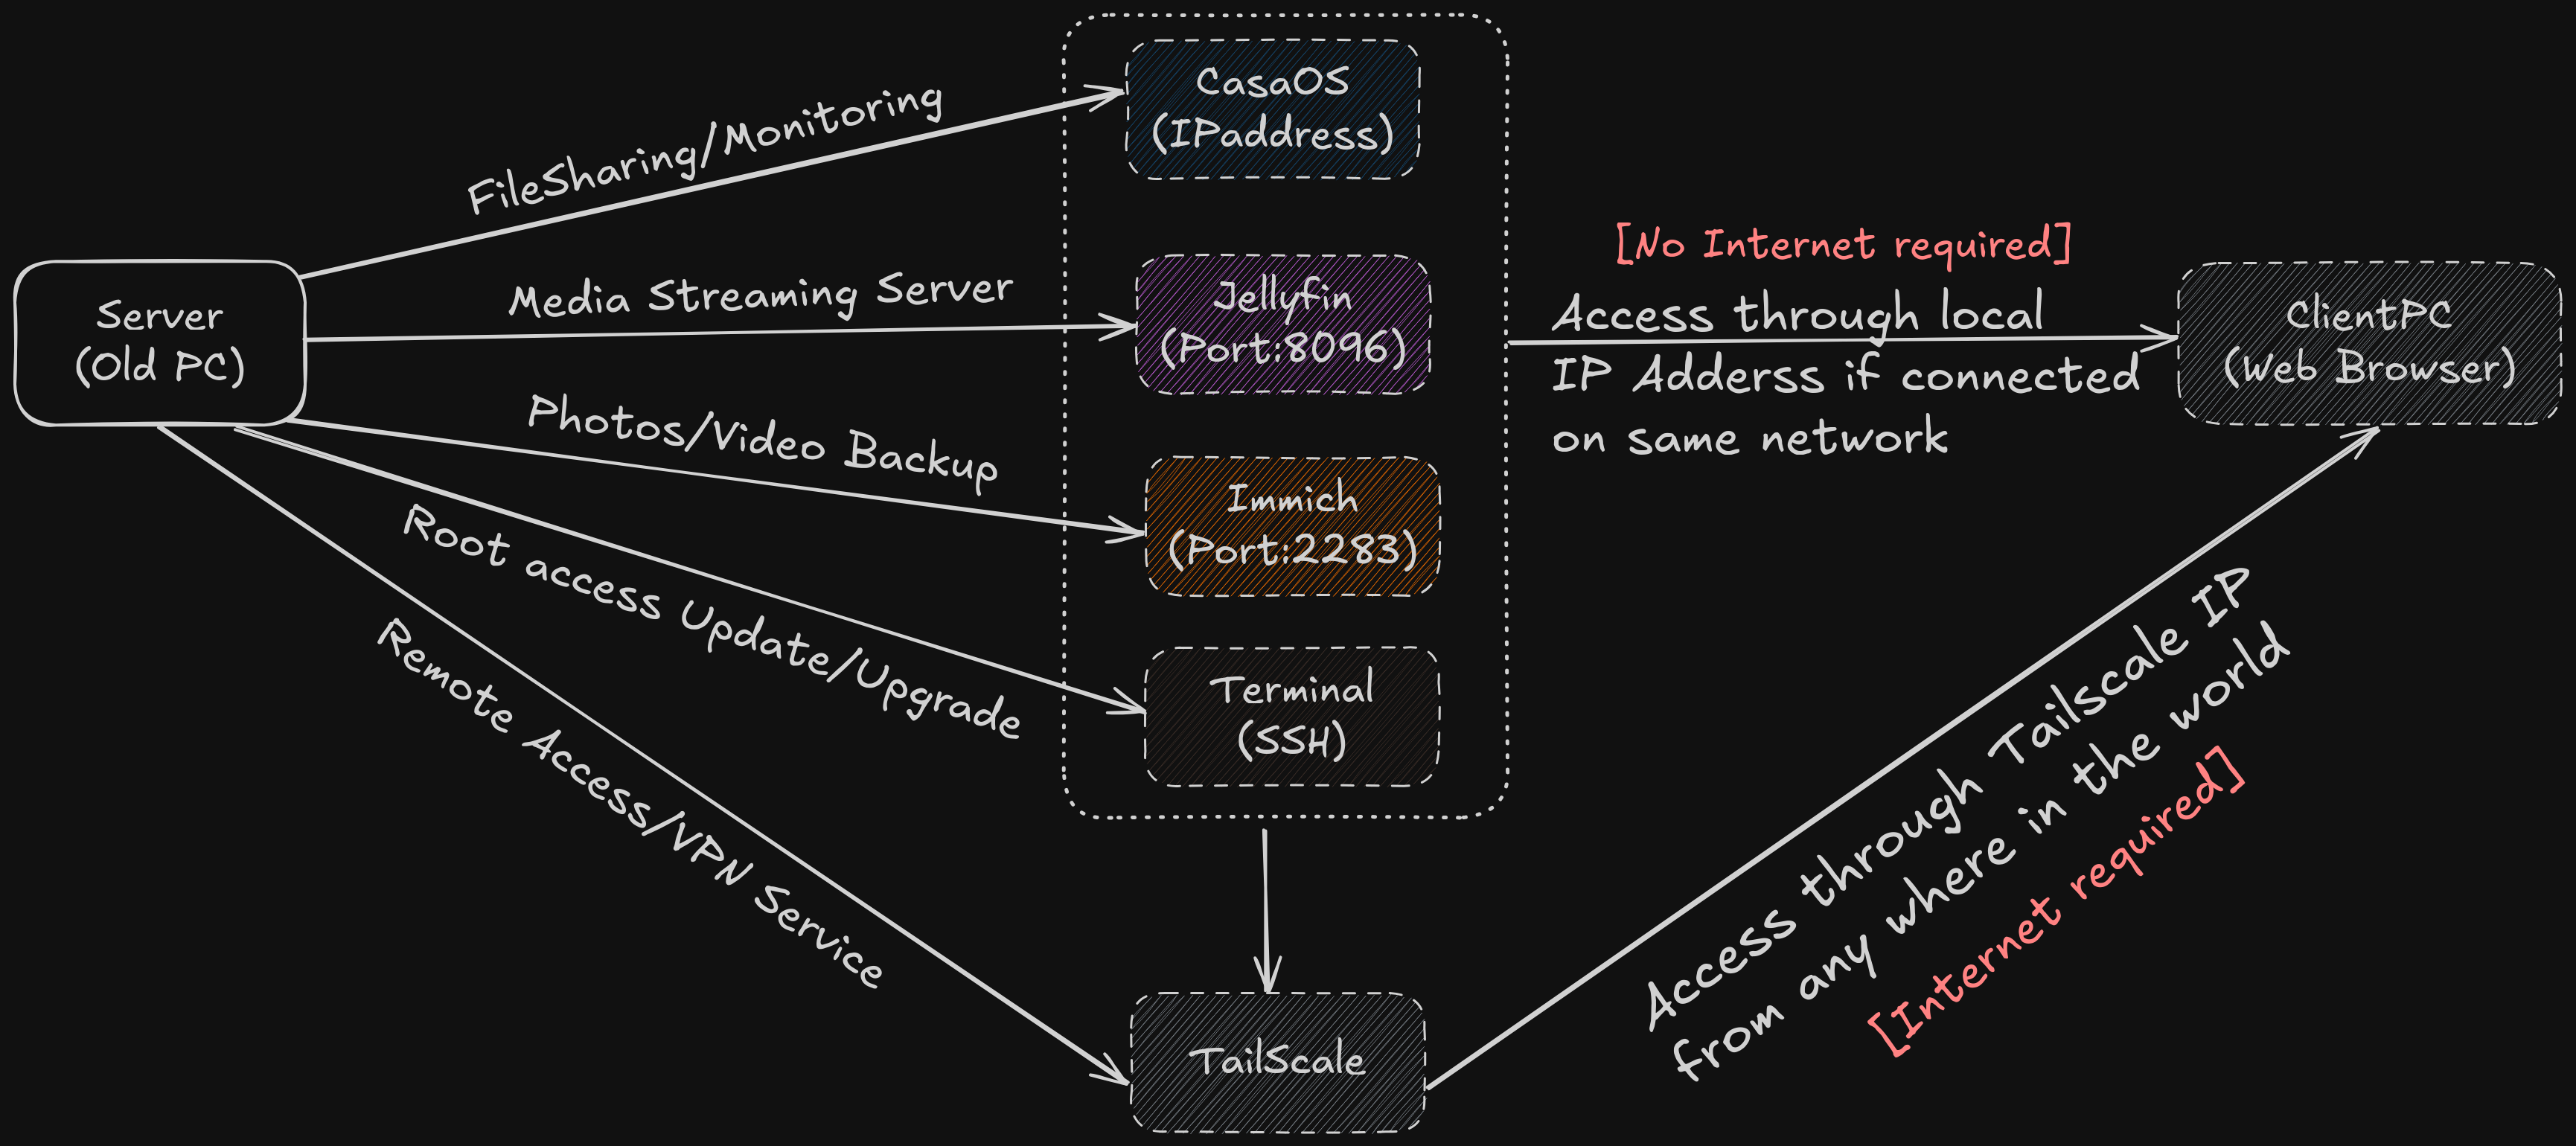 CasaOS
(IPaddress)
FileSharing/Monitoring
Server
(Old PC)
Media Streaming Server
Jellyfin
(Port:8096)
[No Internet required]
Access through local
IP Adderss if connected
on same network
ClientPC
(Web Browser)
Photos/Video Backup
Immich
(Port:2283)
Root access Update/Upgrade
Terminal
(SSH)
Remote Access/VPN Service
TailScale
Access through Tailscale IP
from any where in the world
[Internet required]